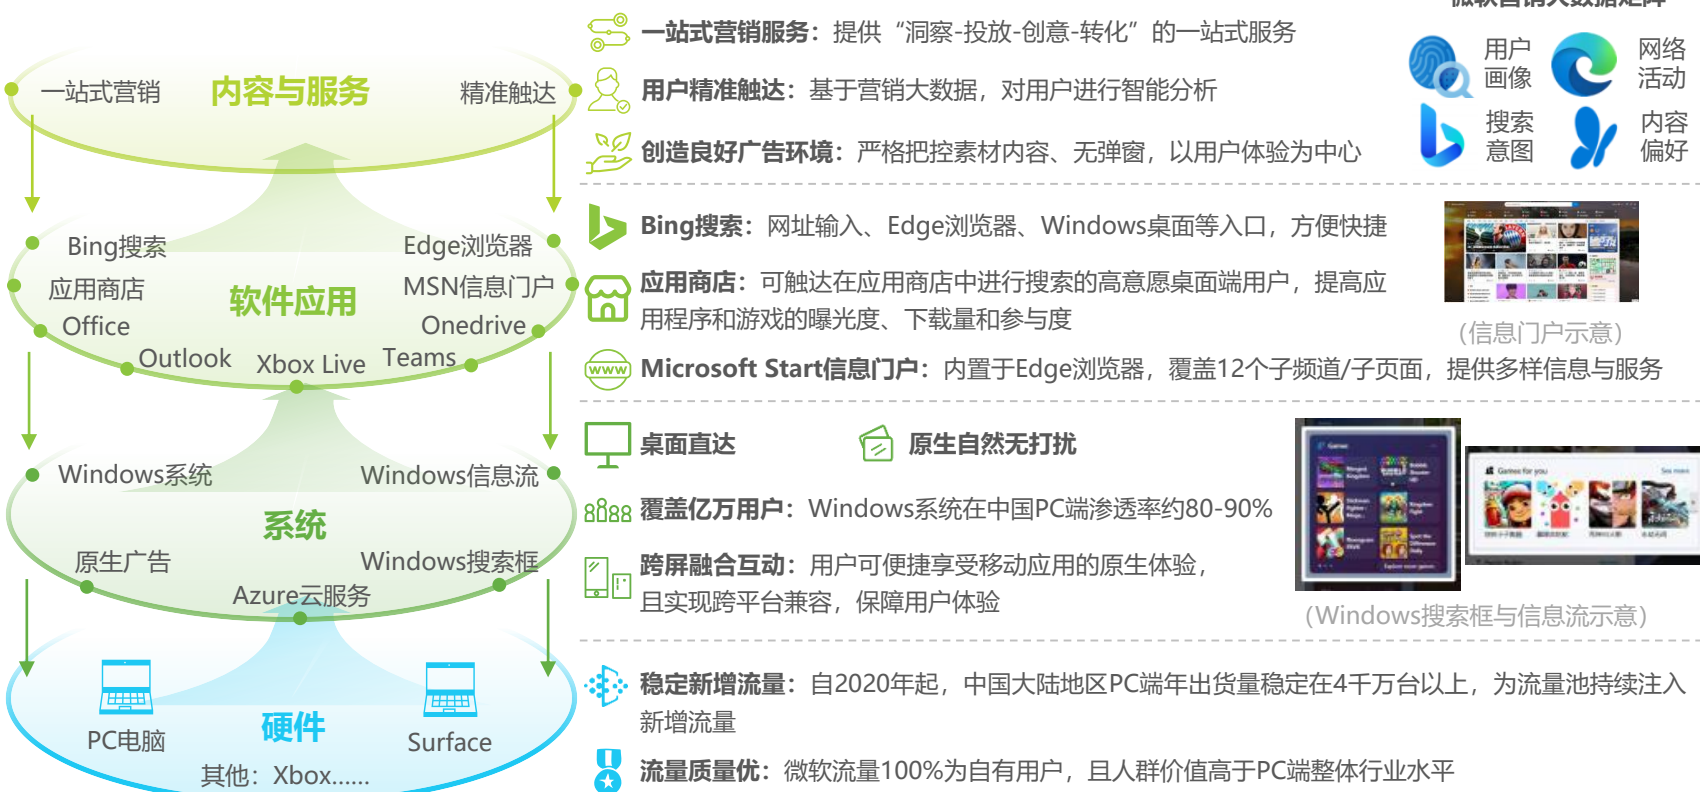 微软营销大数据矩阵
一站式营销服务：提供“洞察-投放-创意-转化”的一站式服务
用户精准触达：基于营销大数据，对用户进行智能分析
创造良好广告环境：严格把控素材内容、无弹窗，以用户体验为中心
用户画像
网络活动
搜索意图
内容偏好
一站式营销
内容与服务
精准触达
Bing搜索
Edge浏览器
应用商店
软件应用
MSN信息门户
Office
Onedrive
Outlook
Xbox Live
Teams
Bing搜索：网址输入、Edge浏览器、Windows桌面等入口，方便快捷
应用商店：可触达在应用商店中进行搜索的高意愿桌面端用户，提高应
用程序和游戏的曝光度、下载量和参与度
（信息门户示意）
www
Microsoft Start信息门户：内置于Edge浏览器，覆盖12个子频道/子页面，提供多样信息与服务
Windows系统
Windows信息流
系统
原生广告
Windows搜索框
Azure云服务
桌面直达
原生自然无打扰
覆盖亿万用户：Windows系统在中国PC端渗透率约80-90%
跨屏融合互动：用户可便捷享受移动应用的原生体验，
且实现跨平台兼容，保障用户体验
Games
Explore more games
Games for you
See more
（Windows搜索框与信息流示意）
PC电脑
硬件
Surface
其他：Xbox......
稳定新增流量：自2020年起，中国大陆地区PC端年出货量稳定在4千万台以上，为流量池持续注入
新增流量
流量质量优：微软流量100%为自有用户，且人群价值高于PC端整体行业水平